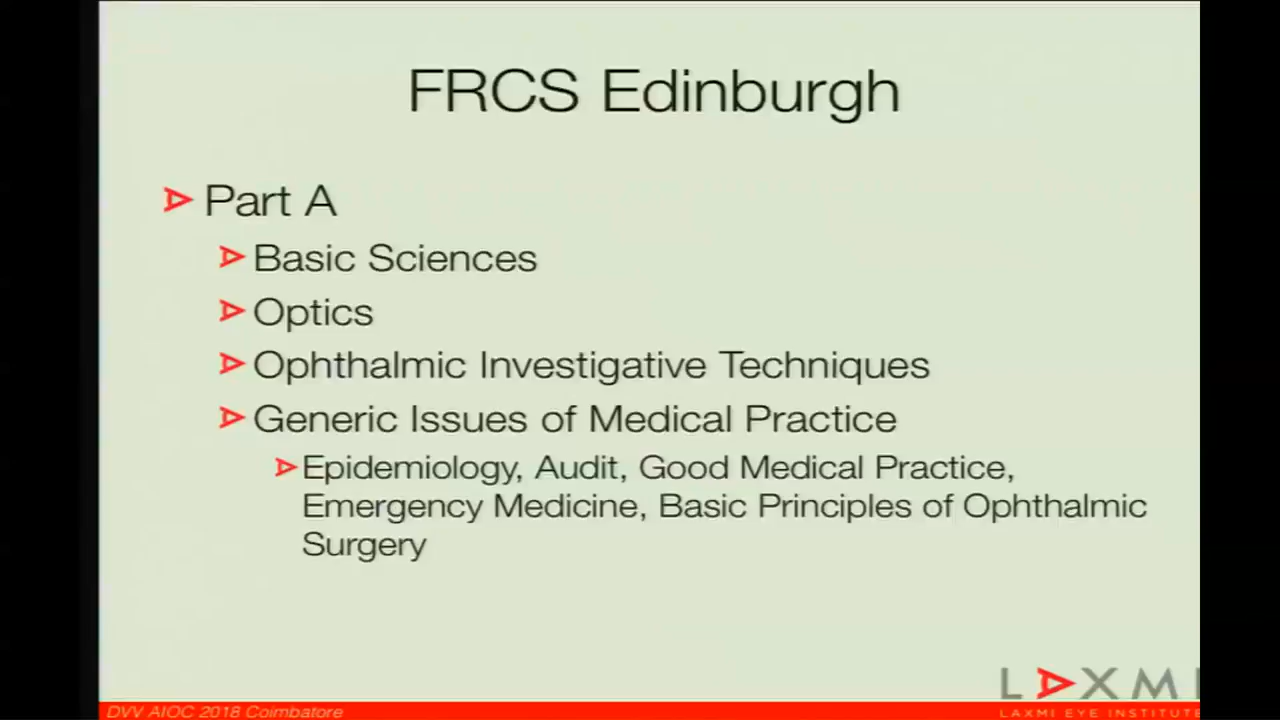 FRCS Edinburgh
Part A
Basic Sciences
Optics
Ophthalmic Investigative Techniques
Generic Issues of Medical Practice
Epidemiology, Audit, Good Medical Practice,
Emergency Medicine, Basic Principles of Ophthalmic
Surgery
LAXMI
LAXMI EYE INSTITUTE
DVV AIOC 2018 Coimbatore